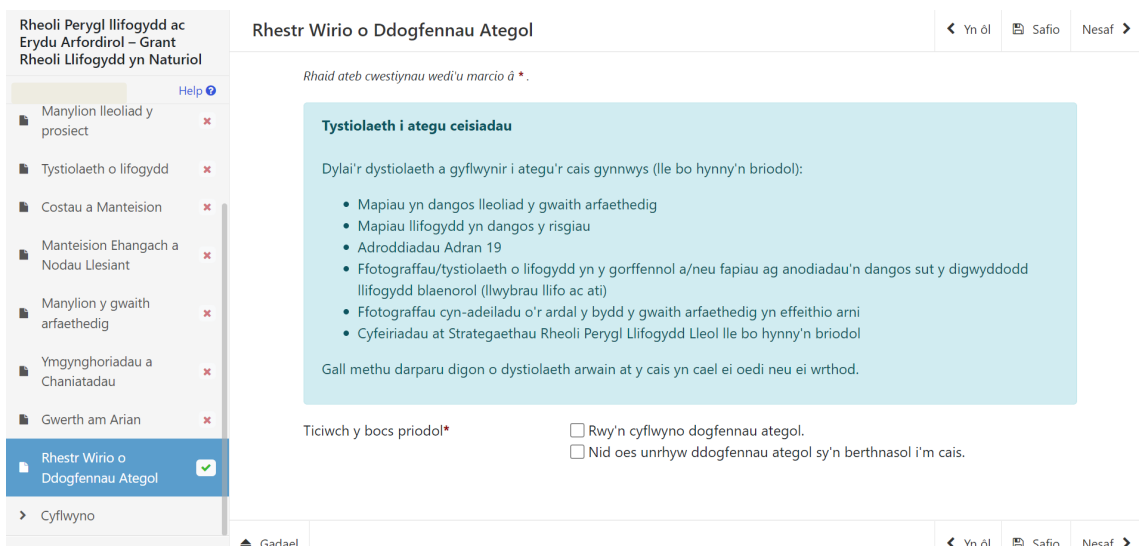 Rheoli Perygl llifogydd ac
Erydu Arfordirol – Grant
Rheoli Llifogydd yn Naturiol
Help
Manylion lleoliad y
prosiect
Tystiolaeth o lifogydd
Costau a Manteision
Manteision Ehangach a
Nodau Llesiant
Manylion y gwaith
arfaethedig
Ymgynghoriadau a
Chaniatadau
Gwerth am Arian
Rhestr Wirio o
Ddogfennau Ategol
Cyflwyno
Rhestr Wirio o Ddogfennau Ategol
Yn ôl Safio Nesaf
Rhaid ateb cwestiynau wedi'u marcio â * .
Tystiolaeth i ategu ceisiadau
Dylai'r dystiolaeth a gyflwynir i ategu'r cais gynnwys (lle bo hynny'n briodol):
• Mapiau yn dangos lleoliad y gwaith arfaethedig
• Mapiau llifogydd yn dangos y risgiau
• Adroddiadau Adran 19
• Ffotograffau/tystiolaeth o lifogydd yn y gorffennol a/neu fapiau ag anodiadau'n dangos sut y digwyddodd
llifogydd blaenorol (llwybrau llifo ac ati)
• Ffotograffau cyn-adeiladu o'r ardal y bydd y gwaith arfaethedig yn effeithio arni
• Cyfeiriadau at Strategaethau Rheoli Perygl Llifogydd Lleol lle bo hynny'n briodol
Gall methu darparu digon o dystiolaeth arwain at y cais yn cael ei oedi neu ei wrthod.
Ticiwch y bocs priodol*
Rwy'n cyflwyno dogfennau ategol.
Nid oes unrhyw ddogfennau ategol sy'n berthnasol i'm cais.
Gadael
Yn ôl Safio Nesaf